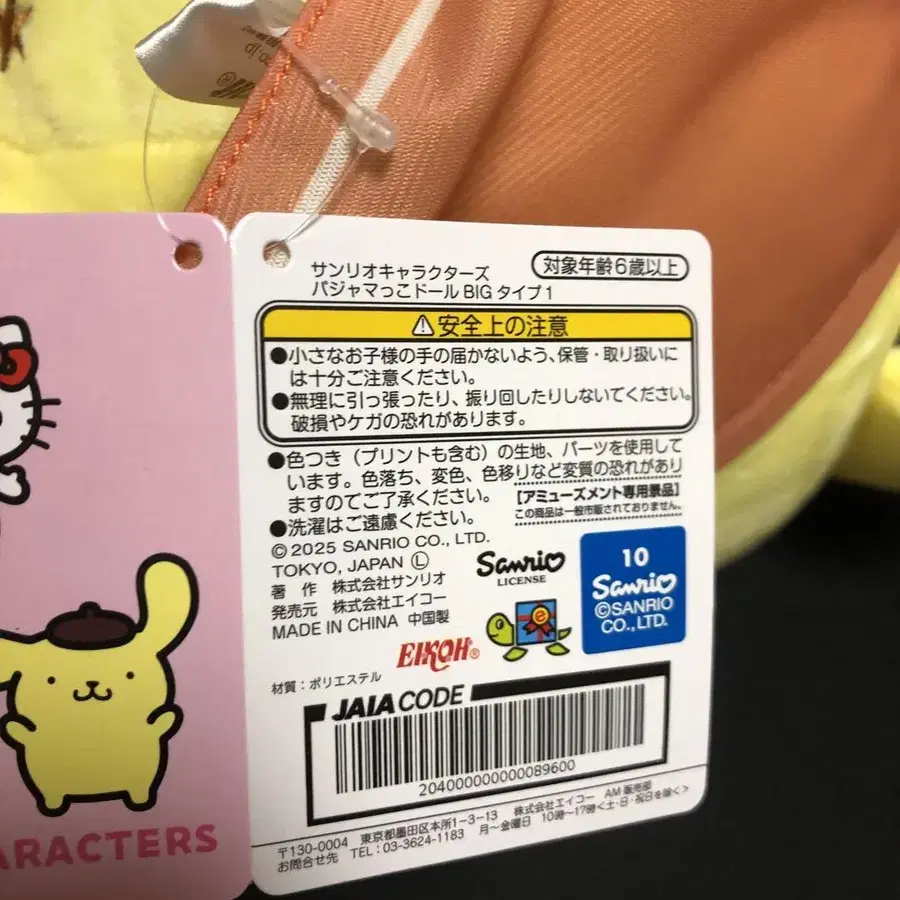 サンリオキャラクターズ
パジャマっこドール BIG タイプ1
対象年齢6歳以上
⚠安全上の注意
●小さなお子様の手の届かないよう、保管・取り扱いに
は十分ご注意ください。
●無理に引っ張ったり、振り回したりしないでください。
破損やケガの恐れがあります。
●色つき（プリントも含む）の生地、パーツを使用して
います。色落ち、変色、色移りなど変質の恐れがあり
ますのでご了承ください。
●洗濯はご遠慮ください。
【アミューズメント専用景品】
この商品は一般市販されておりません。
© 2025 SANRIO CO., LTD.
TOKYO, JAPAN Ⓛ
著 作 株式会社サンリオ
発売元 株式会社エイコー
MADE IN CHINA 中国製
Sanrio
LICENSE
10
Sanrio
©SANRIO
CO., LTD.
EIKOH®
e
材質：ポリエステル
JAIA CODE
204000000000089600
〒130-0004 東京都墨田区本所1-3-13 株式会社エイコー AM販売部
お問合せ先 TEL：03-3624-1183 月～金曜日 10時～17時<土・日・祝日を除く>
ARACTERS